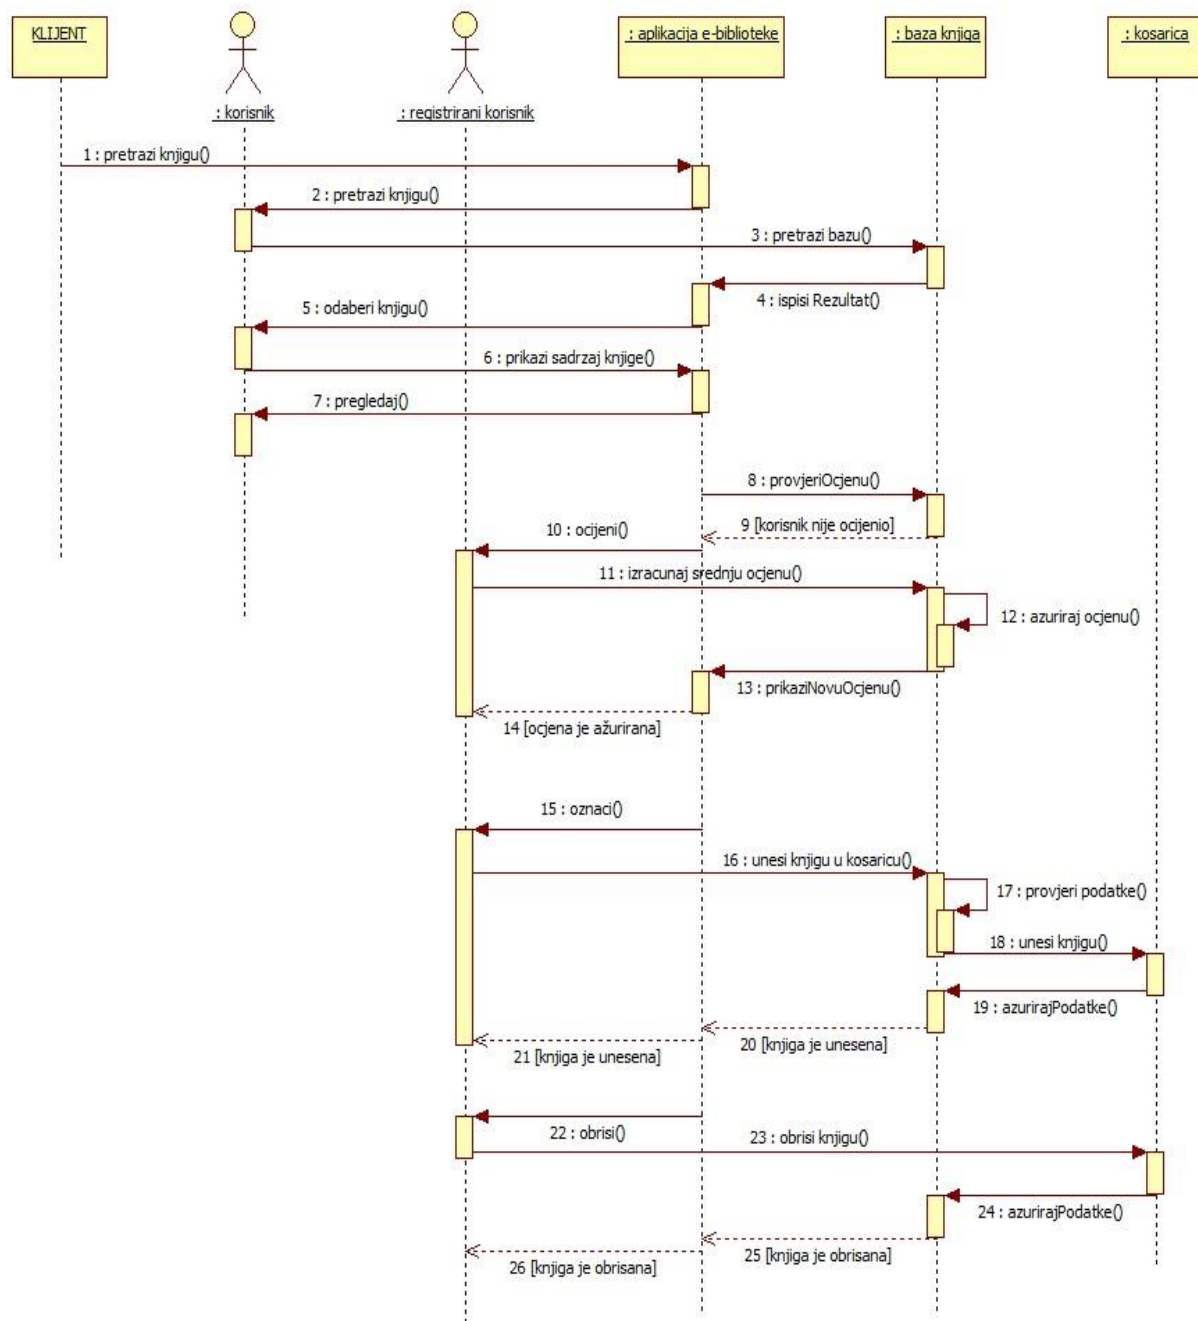 KLIJENT
: korisnik
: registrirani korisnik
: aplikacija e-biblioteke
: baza knjiga
: kosarica
1 : pretrazi knjigu()
2 : pretrazi knjigu()
3 : pretrazi bazu()
4 : ispisi Rezultat()
5 : odaberi knjigu()
6 : prikazi sadrzaj knjige()
7 : pregledaj()
8 : provjeriOcjenu()
9 [korisnik nije ocijenio]
10 : ocijeni()
11 : izracunaj srednju ocjenu()
12 : azuriraj ocjenu()
13 : prikaziNovuOcjenu()
14 [ocjena je ažurirana]
15 : oznaci()
16 : unesi knjigu u kosaricu()
17 : provjeri podatke()
18 : unesi knjigu()
19 : azurirajPodatke()
20 [knjiga je unesena]
21 [knjiga je unesena]
22 : obrisi()
23 : obrisi knjigu()
24 : azurirajPodatke()
25 [knjiga je obrisana]
26 [knjiga je obrisana]